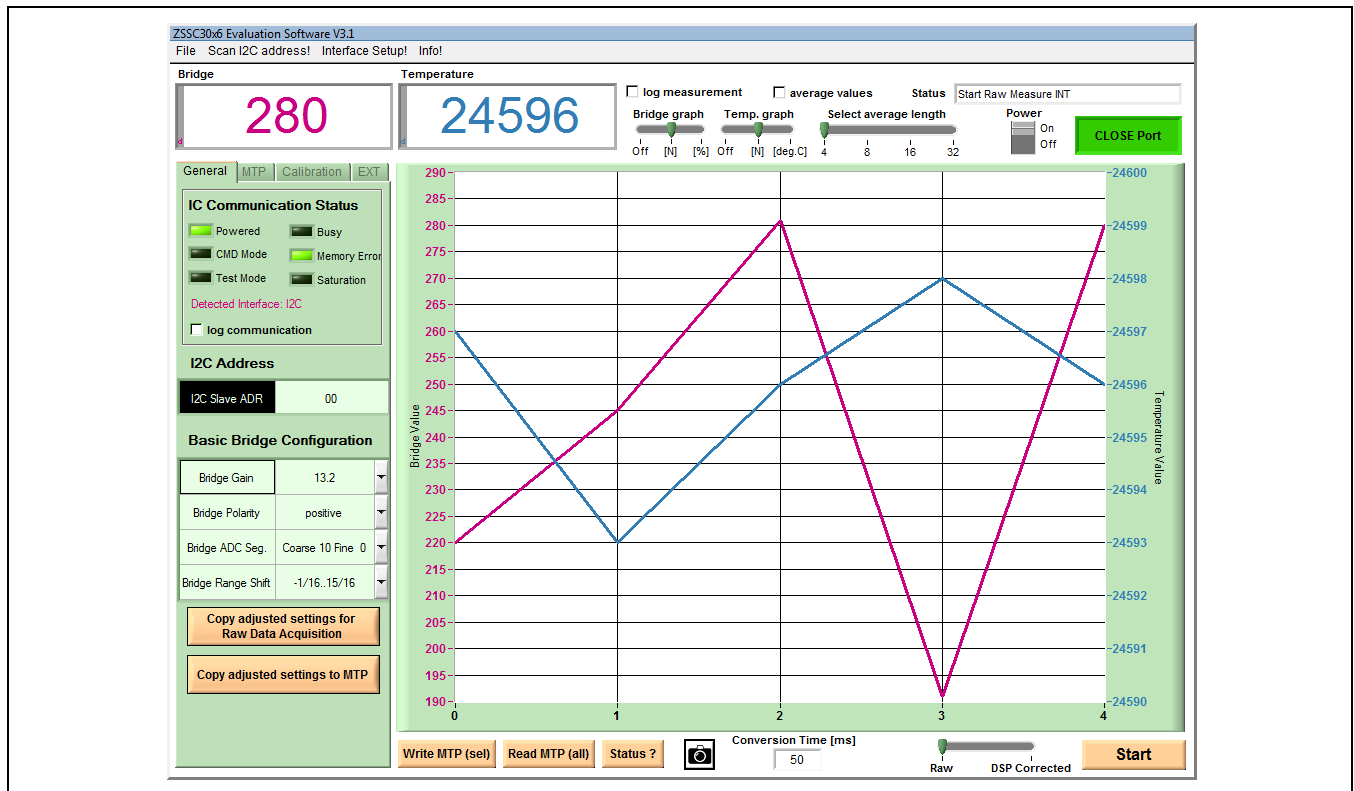 ZSSC30x6 Evaluation Software V3.1
File Scan I2C address! Interface Setup! Info!
Bridge
280
d
Temperature
24596
d
log measurement
average values
Status
Start Raw Measure INT
Bridge graph
Off [N] [%]
Temp. graph
Off [N] [deg.C]
Select average length
4 8 16 32
Power
On
Off
CLOSE Port
General MTP Calibration EXT
IC Communication Status
Powered Busy
CMD Mode Memory Error
Test Mode Saturation
Detected Interface: I2C
log communication
I2C Address
I2C Slave ADR 00
Basic Bridge Configuration
Bridge Gain 13.2
Bridge Polarity positive
Bridge ADC Seg. Coarse 10 Fine 0
Bridge Range Shift -1/16..15/16
Copy adjusted settings for
Raw Data Acquisition
Copy adjusted settings to MTP
Bridge Value
290
285
280
275
270
265
260
255
250
245
240
235
230
225
220
215
210
205
200
195
190
0 1 2 3 4
24600
24599
24598
24597
24596
24595
24594
24593
24592
24591
24590
Temperature Value
Write MTP (sel) Read MTP (all) Status ?
Conversion Time [ms]
50
Raw DSP Corrected
Start